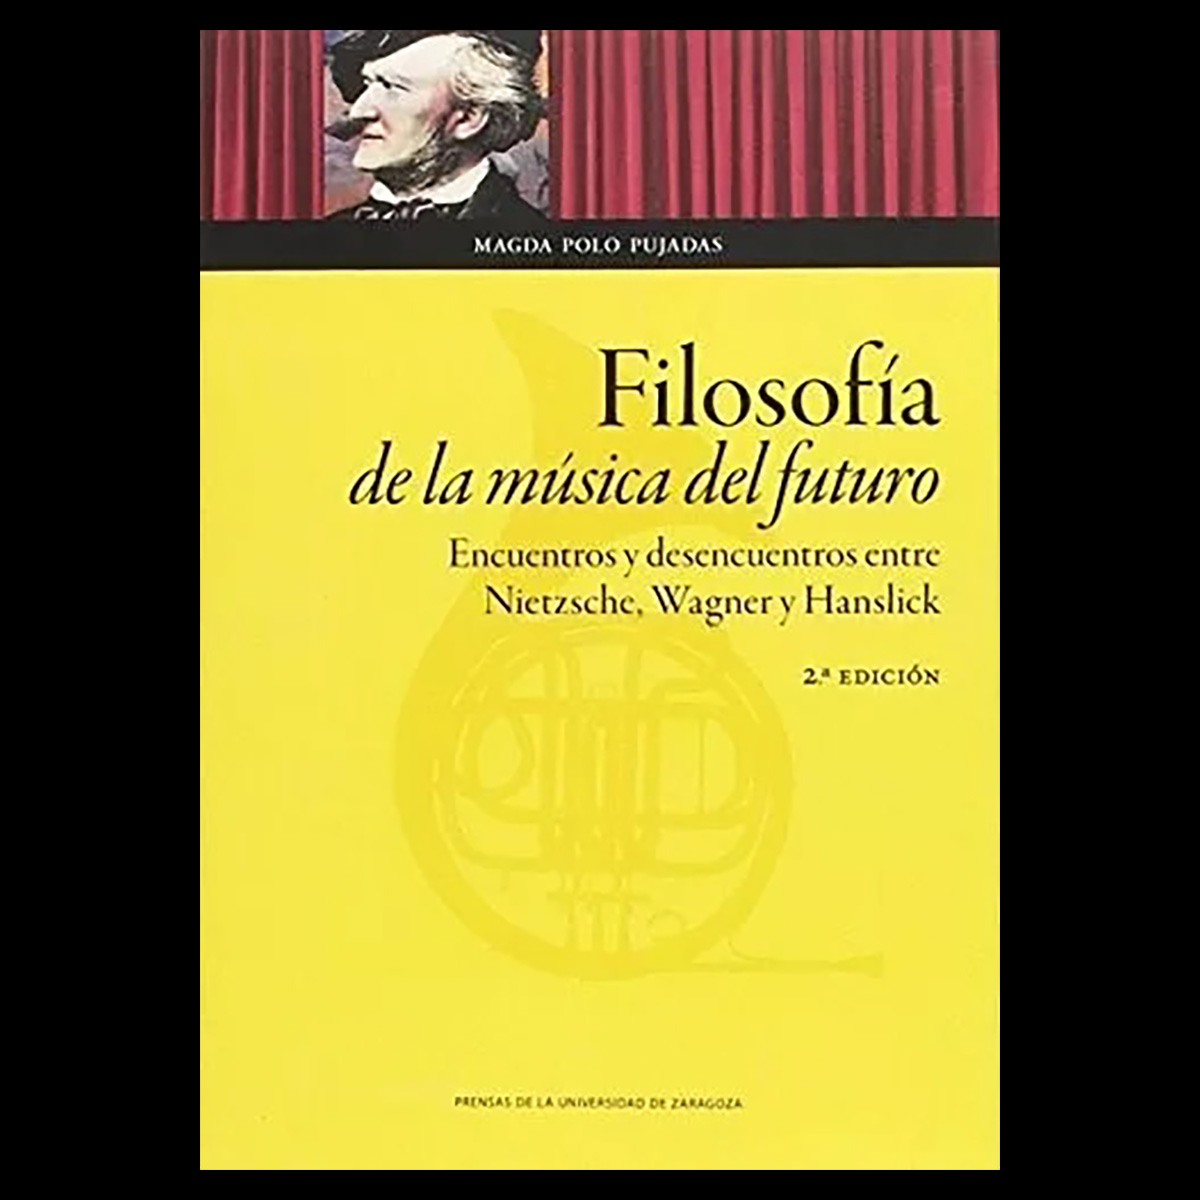 MAGDA POLO PUJADAS
Filosofía
de la música del futuro
Encuentros y desencuentros entre
Nietzsche, Wagner y Hanslick
2.ª EDICIÓN
PRENSAS DE LA UNIVERSIDAD DE ZARAGOZA